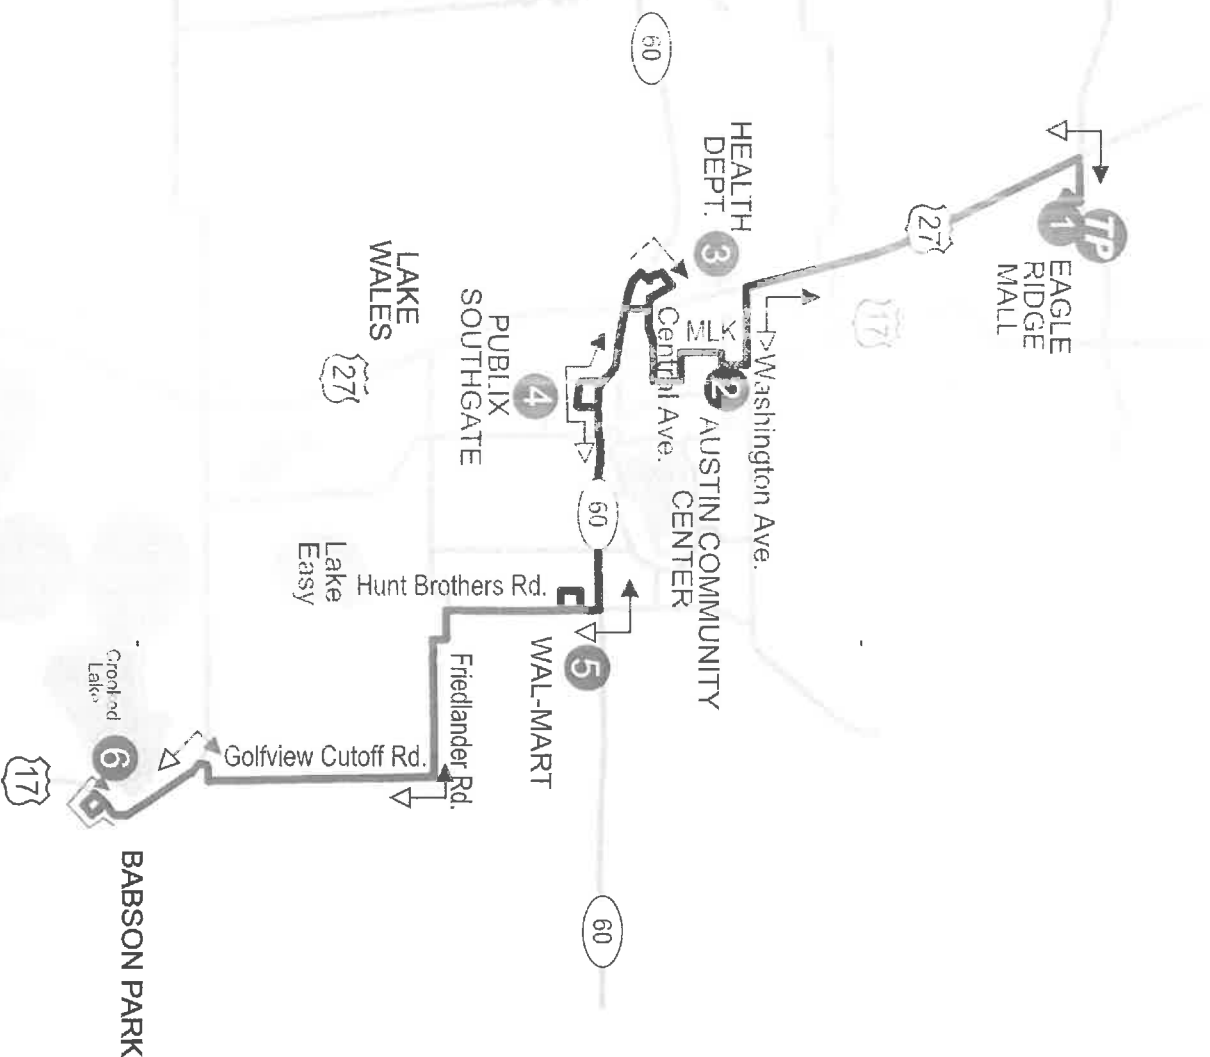 TP
1
EAGLE
RIDGE
MALL
27
17
Washington Ave.
2
AUSTIN COMMUNITY
CENTER
MLK
HEALTH
DEPT.
3
Central Ave.
60
60
60
4
PUBLIX
SOUTHGATE
LAKE
WALES
27
5
WAL-MART
Hunt Brothers Rd.
Lake
Easy
Friedlander Rd.
Golfview Cutoff Rd.
Crooked
Lake
6
17
BABSON PARK